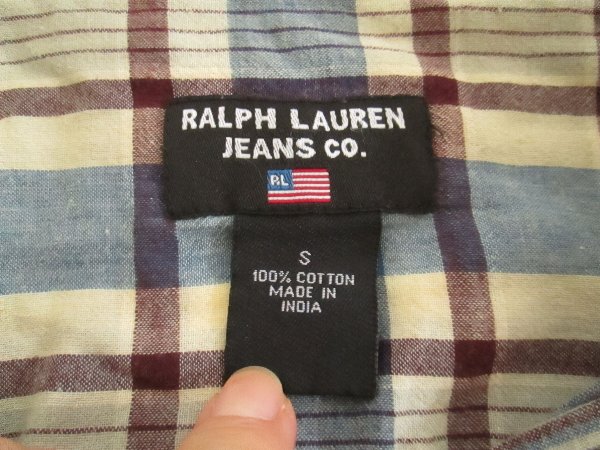 RALPH LAUREN
JEANS CO.
RL
S
100% COTTON
MADE IN
INDIA